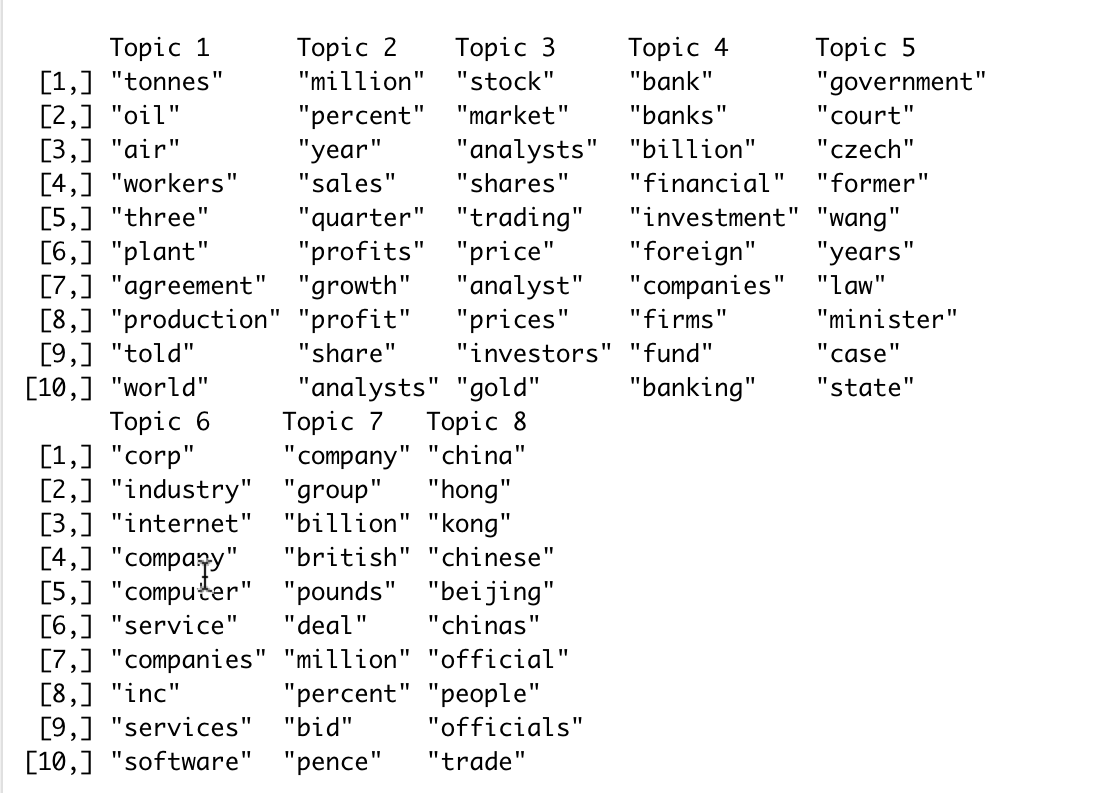 Topic 1 Topic 2 Topic 3 Topic 4 Topic 5
[1,] "tonnes" "million" "stock" "bank" "government"
[2,] "oil" "percent" "market" "banks" "court"
[3,] "air" "year" "analysts" "billion" "czech"
[4,] "workers" "sales" "shares" "financial" "former"
[5,] "three" "quarter" "trading" "investment" "wang"
[6,] "plant" "profits" "price" "foreign" "years"
[7,] "agreement" "growth" "analyst" "companies" "law"
[8,] "production" "profit" "prices" "firms" "minister"
[9,] "told" "share" "investors" "fund" "case"
[10,] "world" "analysts" "gold" "banking" "state"
Topic 6 Topic 7 Topic 8
[1,] "corp" "company" "china"
[2,] "industry" "group" "hong"
[3,] "internet" "billion" "kong"
[4,] "company" "british" "chinese"
[5,] "computer" "pounds" "beijing"
[6,] "service" "deal" "chinas"
[7,] "companies" "million" "official"
[8,] "inc" "percent" "people"
[9,] "services" "bid" "officials"
[10,] "software" "pence" "trade"